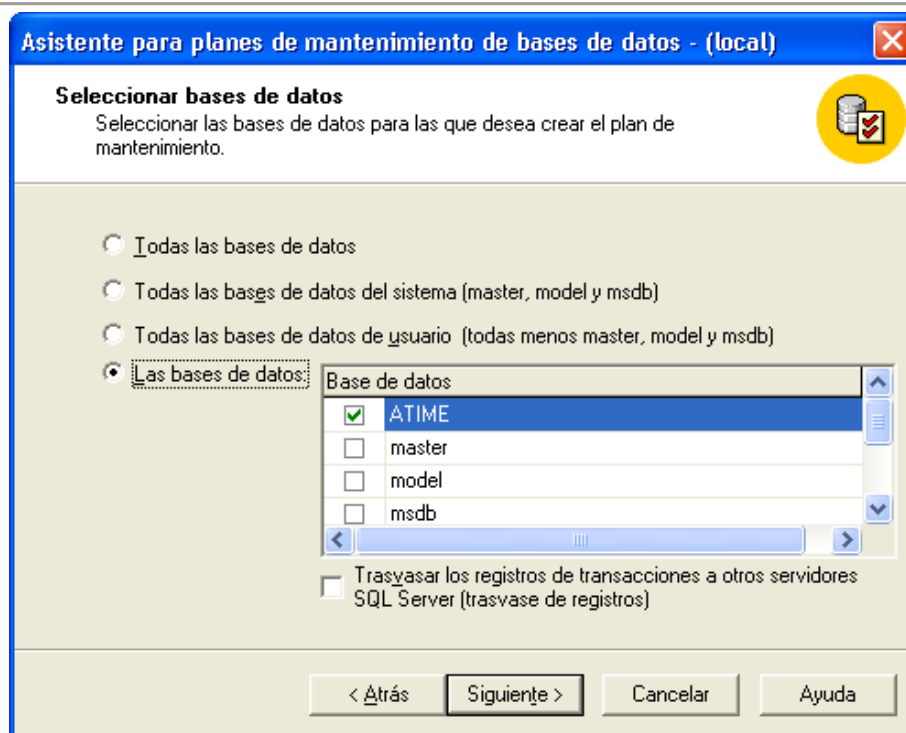 Asistente para planes de mantenimiento de bases de datos - (local)
Seleccionar bases de datos
Seleccionar las bases de datos para las que desea crear el plan de
mantenimiento.
Todas las bases de datos
Todas las bases de datos del sistema (master, model y msdb)
Todas las bases de datos de usuario (todas menos master, model y msdb)
Las bases de datos:
Base de datos
ATIME
master
model
msdb
Trasvasar los registros de transacciones a otros servidores
SQL Server (trasvase de registros)
< Atrás Siguiente > Cancelar Ayuda